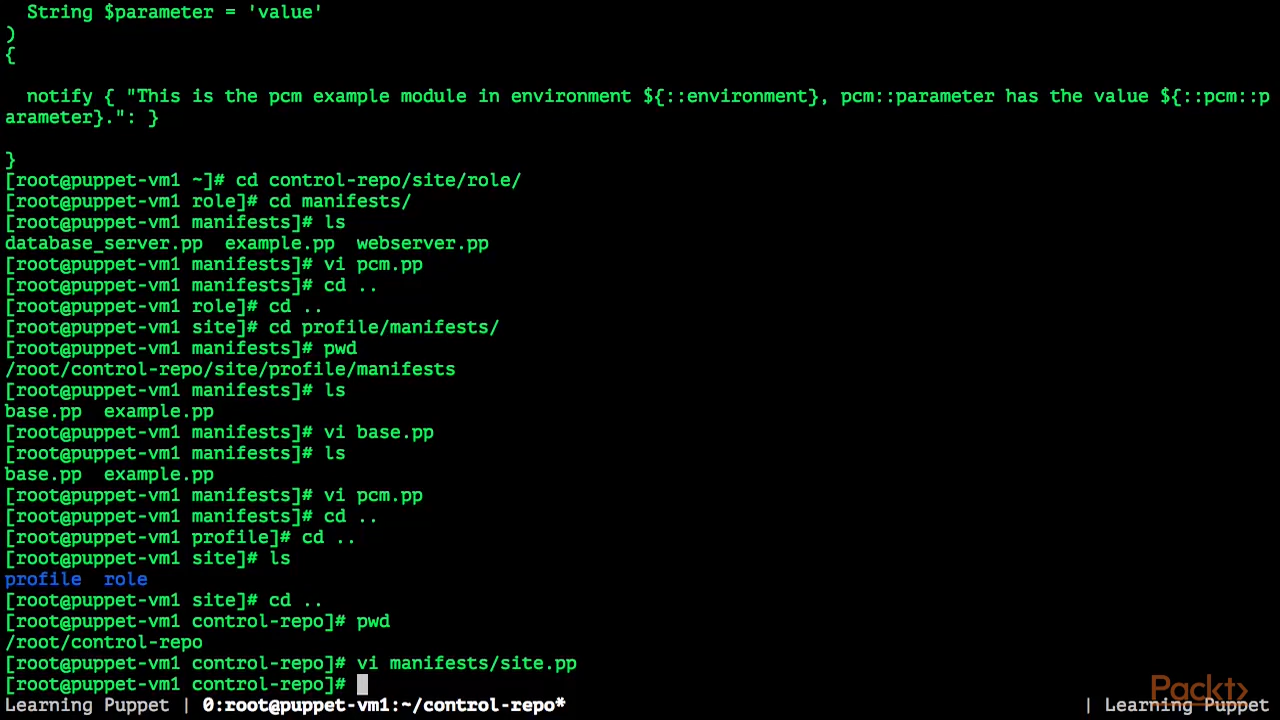 String $parameter = 'value'
)
{
  notify { "This is the pcm example module in environment ${::environment}, pcm::parameter has the value ${::pcm::p
arameter}.": }
}
[root@puppet-vm1 ~]# cd control-repo/site/role/
[root@puppet-vm1 role]# cd manifests/
[root@puppet-vm1 manifests]# ls
database_server.pp  example.pp  webserver.pp
[root@puppet-vm1 manifests]# vi pcm.pp
[root@puppet-vm1 manifests]# cd ..
[root@puppet-vm1 role]# cd ..
[root@puppet-vm1 site]# cd profile/manifests/
[root@puppet-vm1 manifests]# pwd
/root/control-repo/site/profile/manifests
[root@puppet-vm1 manifests]# ls
base.pp  example.pp
[root@puppet-vm1 manifests]# vi base.pp
[root@puppet-vm1 manifests]# ls
base.pp  example.pp
[root@puppet-vm1 manifests]# vi pcm.pp
[root@puppet-vm1 manifests]# cd ..
[root@puppet-vm1 profile]# cd ..
[root@puppet-vm1 site]# ls
profile  role
[root@puppet-vm1 site]# cd ..
[root@puppet-vm1 control-repo]# pwd
/root/control-repo
[root@puppet-vm1 control-repo]# vi manifests/site.pp
[root@puppet-vm1 control-repo]#
Packt>
Learning Puppet | 0:root@puppet-vm1:~/control-repo* | Learning Puppet